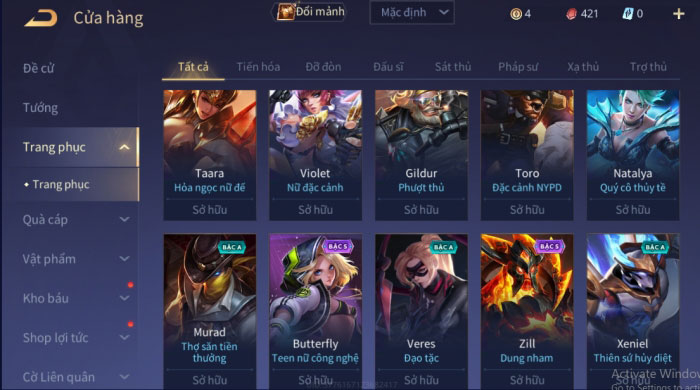 Cửa hàng
Đổi mảnh
Mặc định
4
421
0
Đề cử
Tướng
Trang phục
Trang phục
Quà cáp
Vật phẩm
Kho báu
Shop lợi tức
Cờ Liên quân
Tất cả
Tiến hóa
Đỡ đòn
Đấu sĩ
Sát thủ
Pháp sư
Xạ thủ
Trợ thủ
Taara
Hỏa ngọc nữ đế
Sở hữu
Violet
Nữ đặc cảnh
Sở hữu
Gildur
Phượt thủ
Sở hữu
Toro
Đặc cảnh NYPD
Sở hữu
Natalya
Quý cô thủy tề
Sở hữu
BẬC A
Murad
Thợ săn tiền
thưởng
Sở hữu
BẬC S
Butterfly
Teen nữ công nghệ
Sở hữu
BẬC A
Veres
Đạo tặc
Sở hữu
BẬC S
Zill
Dung nham
Sở hữu
BẬC A
Xeniel
Thiên sứ hủy diệt
Sở hữu
Activate Windo
Go to Settings to act